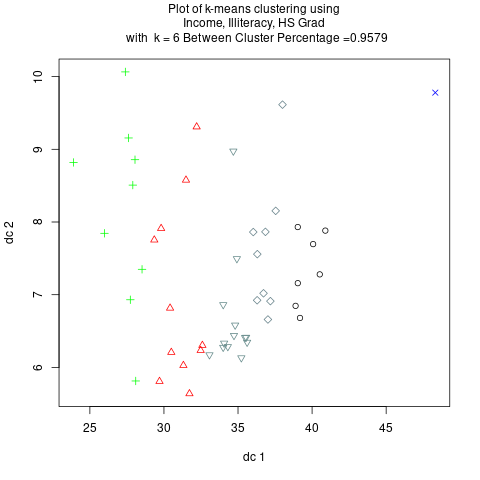 Plot of k-means clustering using
Income, Illiteracy, HS Grad
with k = 6 Between Cluster Percentage =0.9579
10
9
8
7
6
dc 2
25
30
35
40
45
dc 1